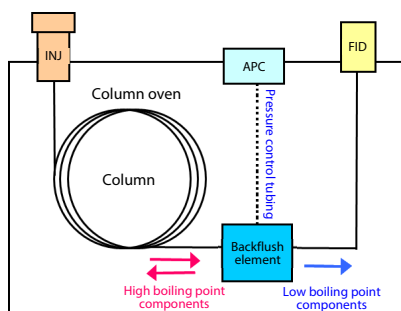 INJ
APC
FID
Column oven
Pressure control tubing
Column
Backflush
element
High boiling point
components
Low boiling point
components